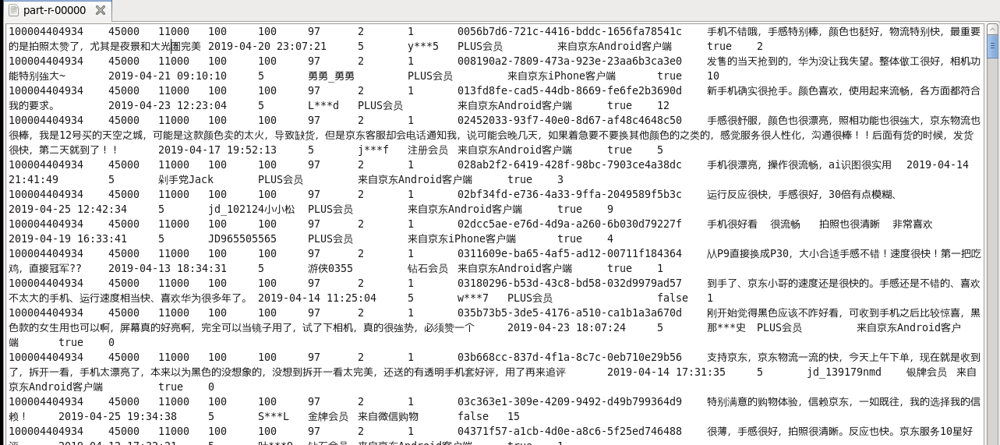 part-r-00000
100004404934 45000 11000 100 100 97 2 1 0056b7d6-721c-4416-bddc-1656fa78541c 手机不错哦，手感特别棒，颜色也挺好，物流特别快，最重要
的是拍照太赞了，尤其是夜景和大光圈完美 2019-04-20 23:07:21 5 y***5 PLUS会员 来自京东Android客户端 true 2
100004404934 45000 11000 100 100 97 2 1 008190a2-7809-473a-923e-23aa6b3ca3e0 发售的当天抢到的，华为没让我失望。整体做工很好，相机功
能特别强大~ 2019-04-21 09:10:10 5 勇勇_勇勇 PLUS会员 来自京东iPhone客户端 true 10
100004404934 45000 11000 100 100 97 2 1 013fd8fe-cad5-44db-8669-fe6fe2b3690d 新手机确实很抢手。颜色喜欢，使用起来流畅，各方面都符合
我的要求。 2019-04-23 12:23:04 5 L***d PLUS会员 来自京东Android客户端 true 12
100004404934 45000 11000 100 100 97 2 1 02452033-93f7-40e0-8d67-af48c4648c50 手感很舒服，颜色也很漂亮，照相功能也很強大，京东物流也
很棒，我是12号买的天空之城，可能是这款颜色卖的太火，导致缺货，但是京东客服却会电话通知我，说可能会晚几天，如果着急要不要换其他颜色的之类的，感觉服务很人性化，沟通很棒！！后面有货的时候，发货
很快，第二天就到了！！ 2019-04-17 19:52:13 5 j***f 注册会员 来自京东Android客户端 true 5
100004404934 45000 11000 100 100 97 2 1 028ab2f2-6419-428f-98bc-7903ce4a38dc 手机很漂亮，操作很流畅，ai识图很实用 2019-04-14
21:41:49 5 剁手党Jack PLUS会员 来自京东Android客户端 true 3
100004404934 45000 11000 100 100 97 2 1 02bf34fd-e736-4a33-9ffa-2049589f5b3c 运行反应很快，手感很好，30倍有点模糊、
2019-04-25 12:42:34 5 jd_102124小小松 PLUS会员 来自京东Android客户端 true 9
100004404934 45000 11000 100 100 97 2 1 02dcc5ae-e76d-4d9a-a260-6b030d79227f 手机很好看 很流畅 拍照也很清晰 非常喜欢
2019-04-19 16:33:41 5 JD965505565 PLUS会员 来自京东iPhone客户端 true 4
100004404934 45000 11000 100 100 97 2 1 0311609e-ba65-4af5-ad12-00711f184364 从P9直接换成P30，大小合适手感不错！速度很快！第一把吃
鸡，直接冠军?? 2019-04-13 18:34:31 5 游侠0355 钻石会员 来自京东Android客户端 true 1
100004404934 45000 11000 100 100 97 2 1 03180296-b53d-43c8-bd58-032d9979ad57 到手了、京东小哥的速度还是很快的。手感还是不错的、喜欢
不太大的手机、运行速度相当快、喜欢华为很多年了。 2019-04-14 11:25:04 5 w***7 PLUS会员 false 1
100004404934 45000 11000 100 100 97 2 1 035b73b5-3de5-4176-a510-ca1b1a3a670d 刚开始觉得黑色应该不咋好看，可收到手机之后比较惊喜，黑
色款的女生用也可以啊，屏幕真的好亮啊，完全可以当镜子用了，试了下相机，真的很強势，必须赞一个 2019-04-23 18:07:24 5 那***史 PLUS会员 来自京东Android客户
端 true 0
100004404934 45000 11000 100 100 97 2 1 03b668cc-837d-4f1a-8c7c-0eb710e29b56 支持京东，京东物流一流的快，今天上午下单，现在就是收到
了，拆开一看，手机太漂亮了，本来以为黑色的没想象的，没想到拆开一看太完美，还送的有透明手机套好评，用了再来追评 2019-04-14 17:31:35 5 jd_139179nmd 银牌会员 来自
京东Android客户端 true 0
100004404934 45000 11000 100 100 97 2 1 03c363e1-309e-4209-9492-d49b799364d9 特别满意的购物体验，信赖京东，一如既往，我的选择我的信
赖！ 2019-04-25 19:34:38 5 S***L 金牌会员 来自微信购物 false 15
100004404934 45000 11000 100 100 97 2 1 04371f57-a1cb-4d0e-a8c6-5f25ed746488 很薄，手感很好，拍照很清晰。反应也快。京东服务10星好